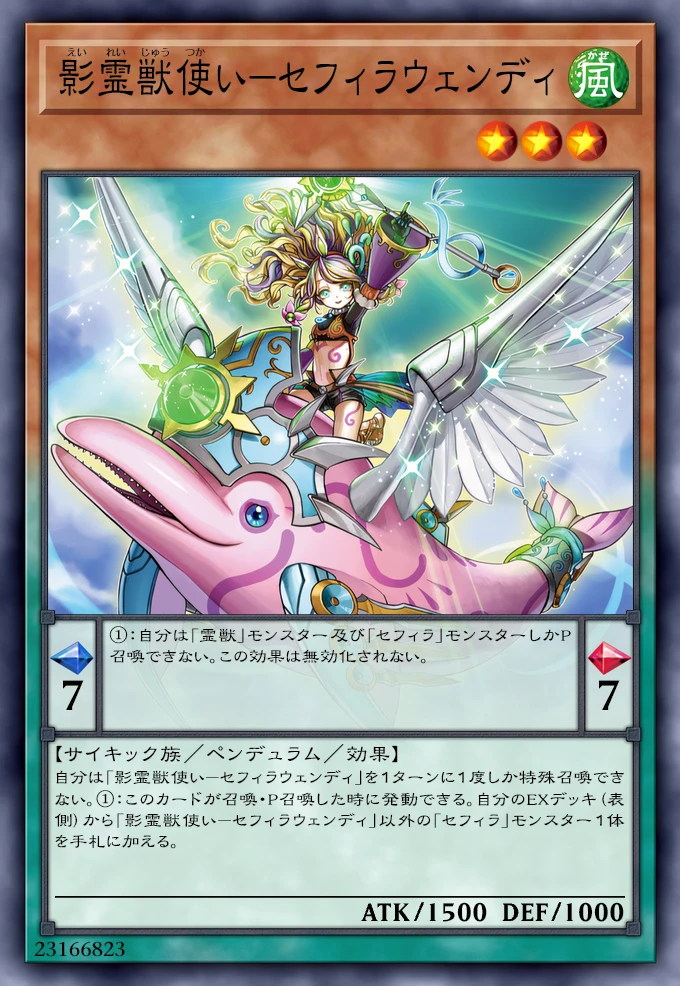 えい れい じゅう つか
影霊獣使い－セフィラウェンディ
かぜ
風
①：自分は「霊獣」モンスター及び「セフィラ」モンスターしかP
召喚できない。この効果は無効化されない。
7
7
【サイキック族／ペンデュラム／効果】
自分は「影霊獣使い－セフィラウェンディ」を1ターンに1度しか特殊召喚でき
ない。①：このカードが召喚・P召喚した時に発動できる。自分のEXデッキ（表
側）から「影霊獣使い－セフィラウェンディ」以外の「セフィラ」モンスター1体
を手札に加える。
ATK/1500 DEF/1000
23166823